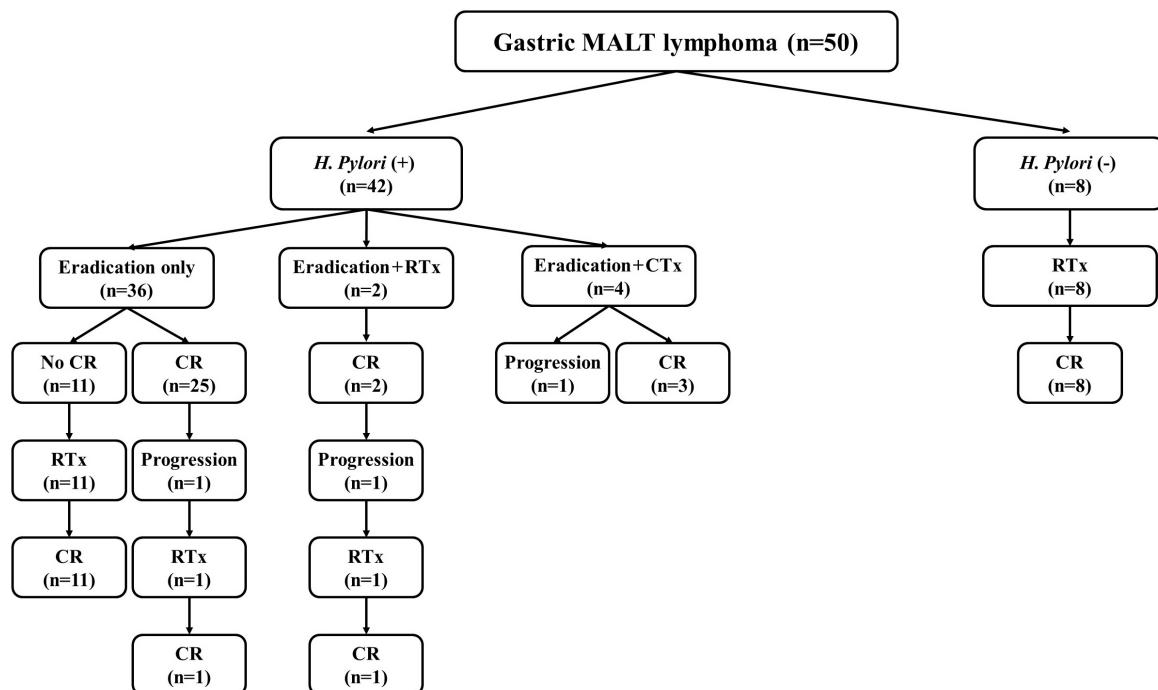 Gastric MALT lymphoma (n=50)
H. Pylori (+)
(n=42)
H. Pylori (-)
(n=8)
Eradication only
(n=36)
Eradication+RTx
(n=2)
Eradication+CTx
(n=4)
RTx
(n=8)
No CR
(n=11)
CR
(n=25)
CR
(n=2)
Progression
(n=1)
CR
(n=3)
CR
(n=8)
RTx
(n=11)
Progression
(n=1)
Progression
(n=1)
CR
(n=11)
RTx
(n=1)
RTx
(n=1)
CR
(n=1)
CR
(n=1)